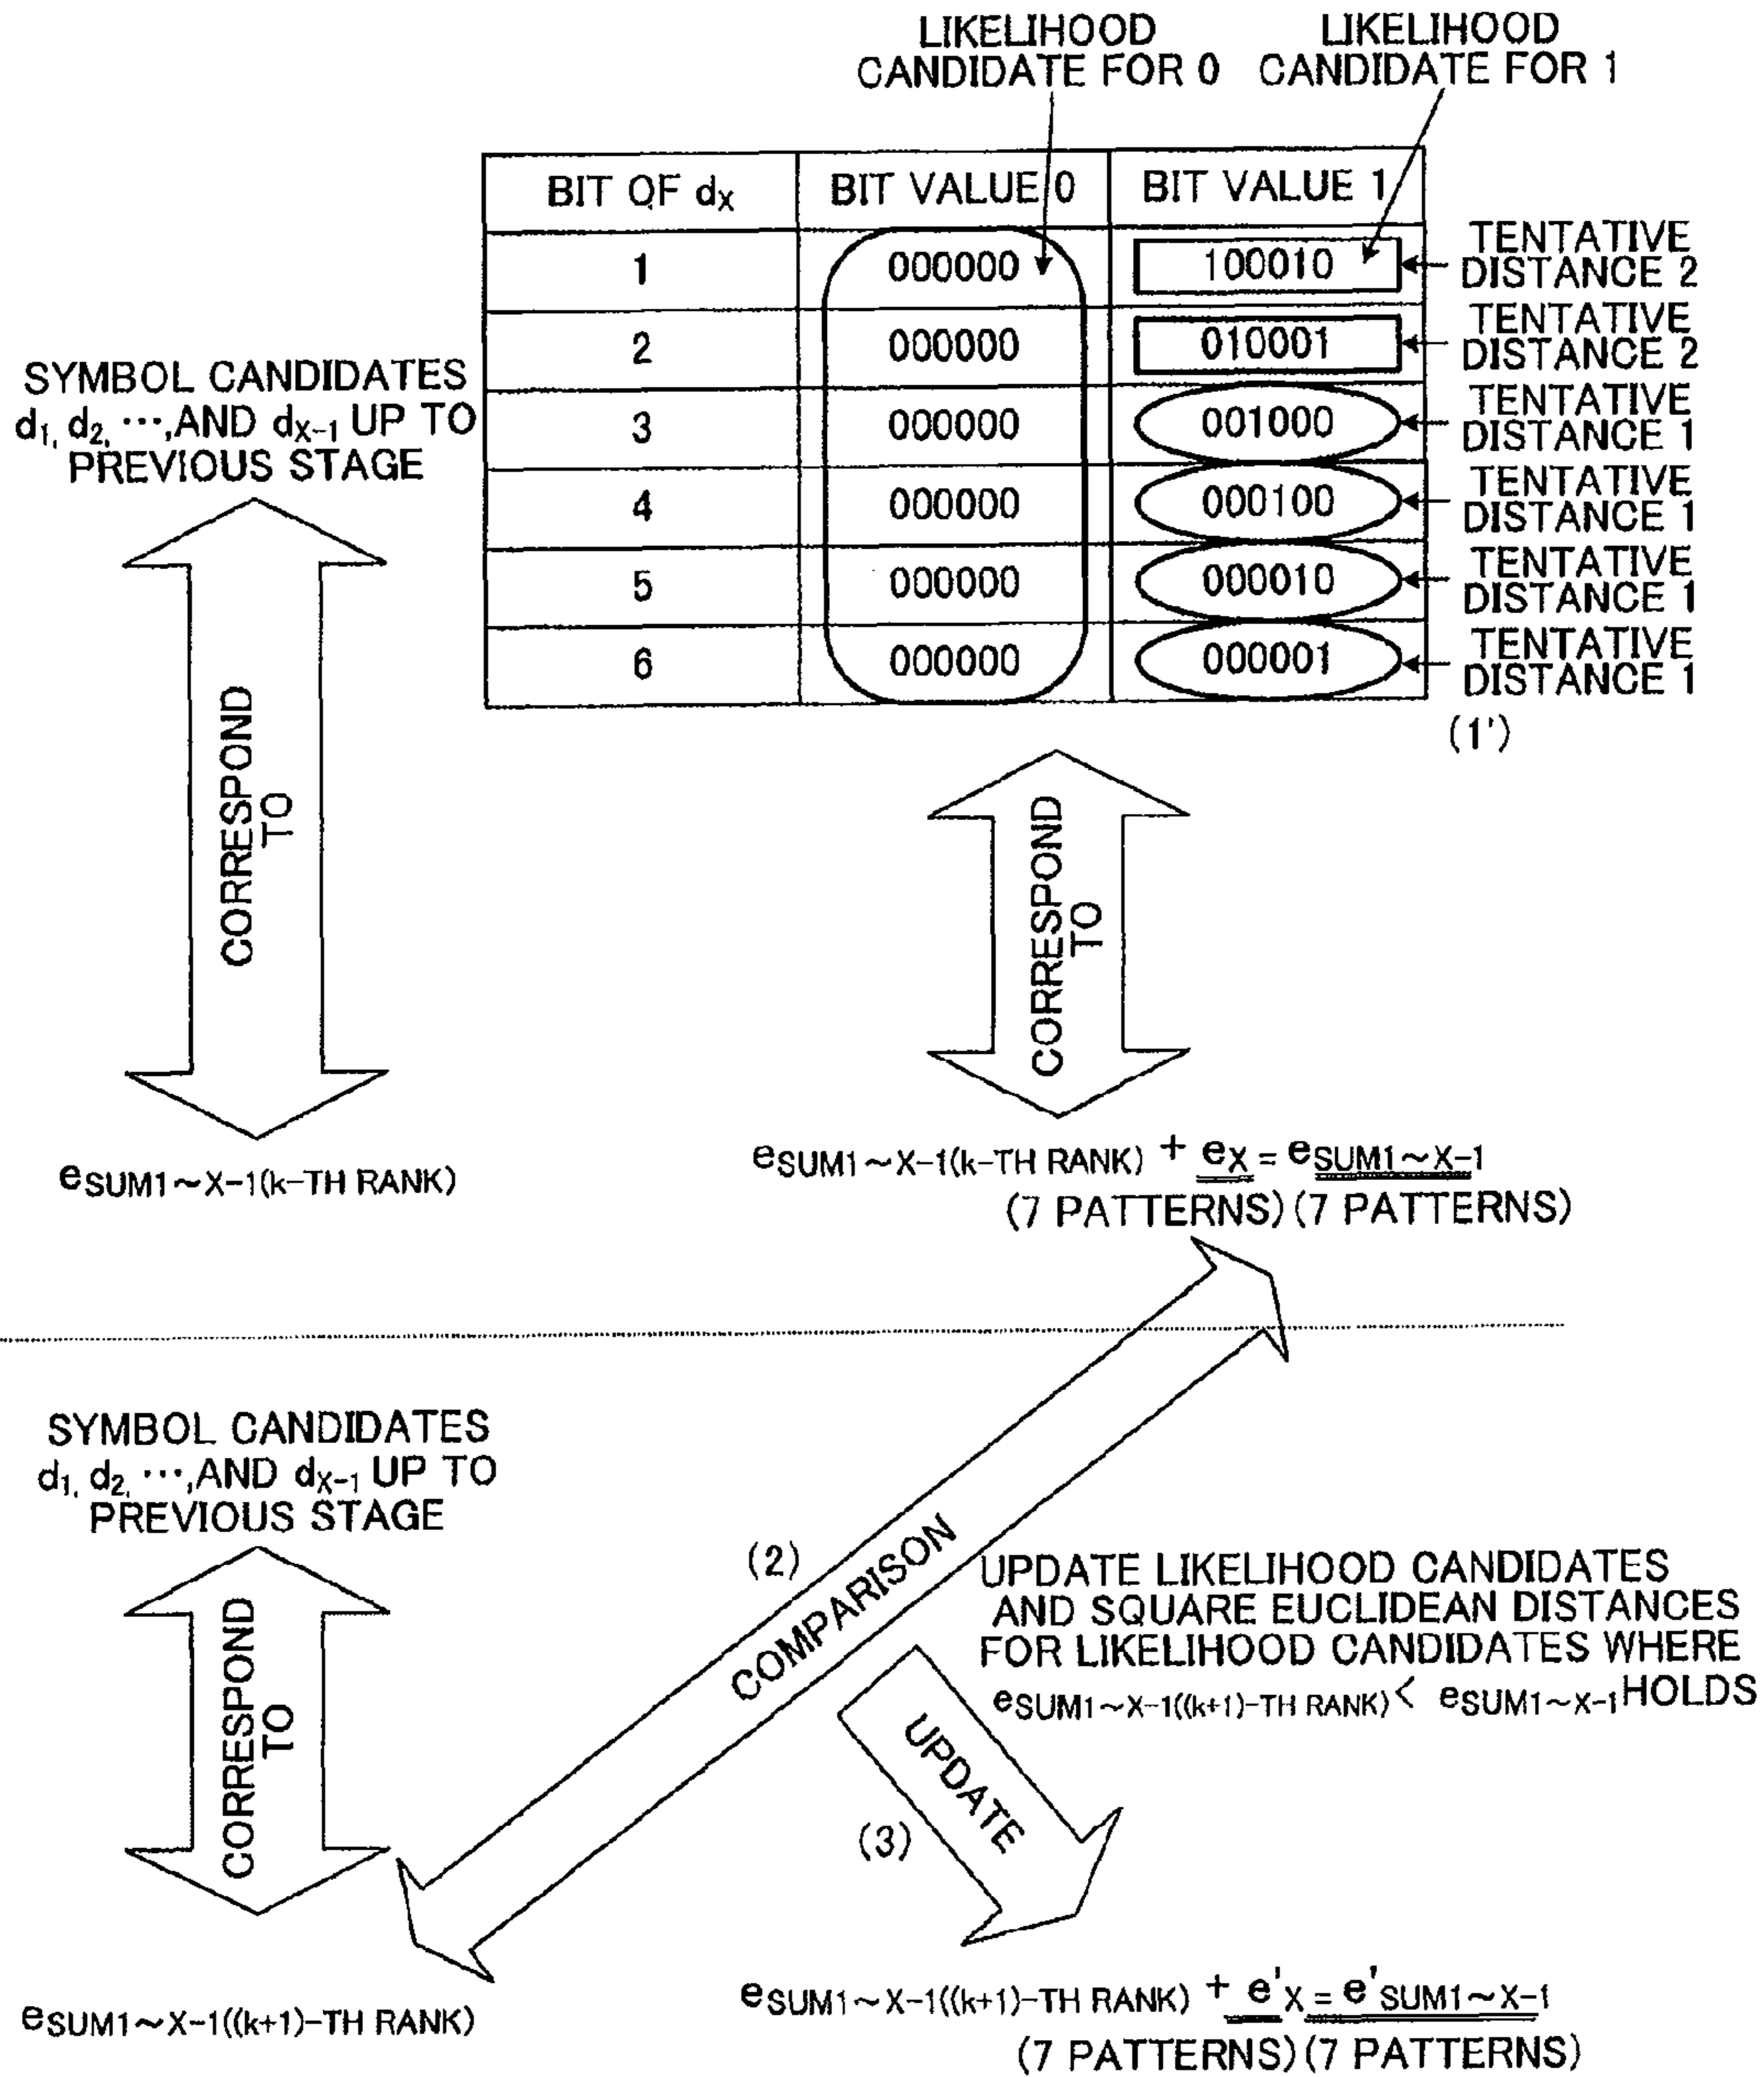 LIKELIHOOD CANDIDATE FOR 0
LIKELIHOOD CANDIDATE FOR 1
BIT OF dX BIT VALUE 0 BIT VALUE 1
1 000000 100010 TENTATIVE DISTANCE 2
2 000000 010001 TENTATIVE DISTANCE 2
3 000000 001000 TENTATIVE DISTANCE 1
4 000000 000100 TENTATIVE DISTANCE 1
5 000000 000010 TENTATIVE DISTANCE 1
6 000000 000001 TENTATIVE DISTANCE 1
(1')
SYMBOL CANDIDATES
d1, d2, ···,AND dX-1 UP TO
PREVIOUS STAGE
CORRESPOND
TO
CORRESPOND
TO
eSUM1~X-1(k-TH RANK)
eSUM1~X-1(k-TH RANK) + eX = eSUM1~X-1
(7 PATTERNS)(7 PATTERNS)
SYMBOL CANDIDATES
d1, d2, ···,AND dX-1 UP TO
PREVIOUS STAGE
CORRESPOND
TO
(2)
COMPARISON
UPDATE LIKELIHOOD CANDIDATES
AND SQUARE EUCLIDEAN DISTANCES
FOR LIKELIHOOD CANDIDATES WHERE
eSUM1~X-1((k+1)-TH RANK)< eSUM1~X-1HOLDS
UPDATE
(3)
eSUM1~X-1((k+1)-TH RANK)
eSUM1~X-1((k+1)-TH RANK) + e'X = e'SUM1~X-1
(7 PATTERNS)(7 PATTERNS)